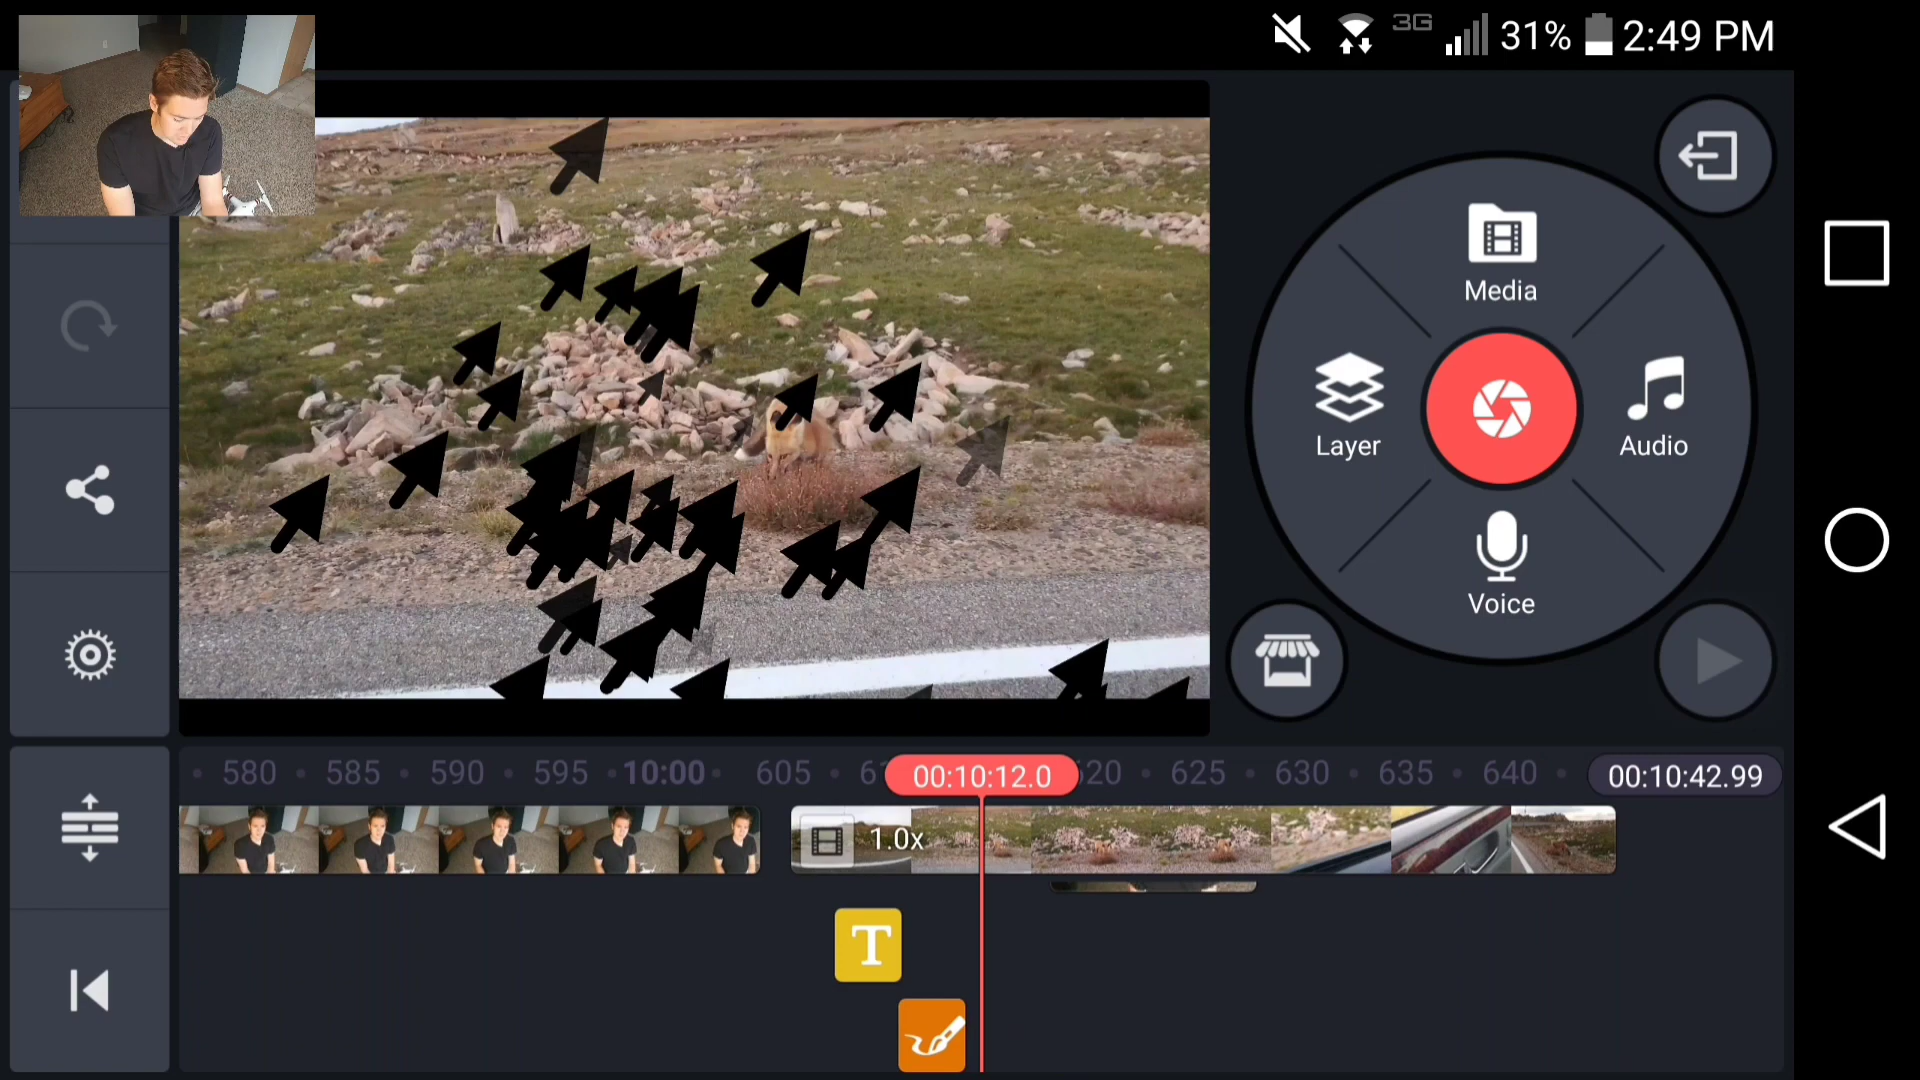 3G 31% 2:49 PM
Media
Layer
Audio
Voice
580 585 590 595 10:00 605 00:10:12.0 620 625 630 635 640 00:10:42.99
1.0x
T